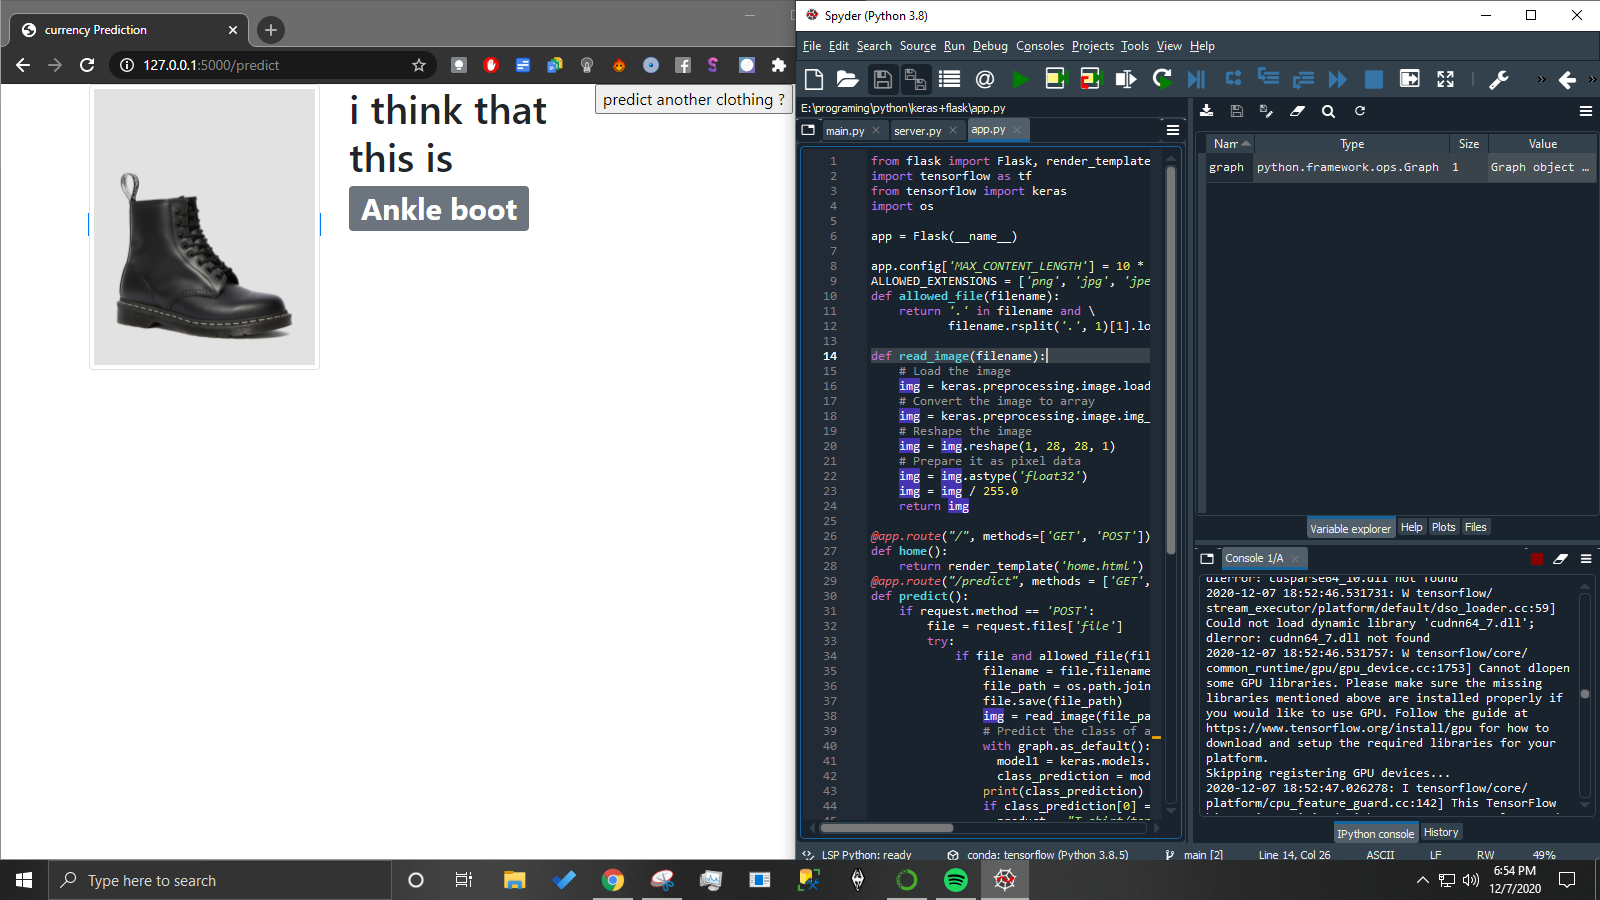 currency Prediction
127.0.0.1:5000/predict
i think that
this is
Ankle boot
predict another clothing ?
Spyder (Python 3.8)
File Edit Search Source Run Debug Consoles Projects Tools View Help
E:\programing\python\keras+flask\app.py
main.py
server.py
app.py
1 from flask import Flask, render_template
2 import tensorflow as tf
3 from tensorflow import keras
4 import os
5
6 app = Flask(__name__)
7
8 app.config['MAX_CONTENT_LENGTH'] = 10 *
9 ALLOWED_EXTENSIONS = ['png', 'jpg', 'jpe
10 def allowed_file(filename):
11 return '.' in filename and \
12 filename.rsplit('.', 1)[1].lo
13
14 def read_image(filename):
15 # Load the image
16 img = keras.preprocessing.image.load
17 # Convert the image to array
18 img = keras.preprocessing.image.img_
19 # Reshape the image
20 img = img.reshape(1, 28, 28, 1)
21 # Prepare it as pixel data
22 img = img.astype('float32')
23 img = img / 255.0
24 return img
25
26 @app.route("/", methods=['GET', 'POST'])
27 def home():
28 return render_template('home.html')
29 @app.route("/predict", methods = ['GET',
30 def predict():
31 if request.method == 'POST':
32 file = request.files['file']
33 try:
34 if file and allowed_file(fil
35 filename = file.filename
36 file_path = os.path.join
37 file.save(file_path)
38 img = read_image(file_pa
39 # Predict the class of a
40 with graph.as_default():
41 model1 = keras.models.
42 class_prediction = mod
43 print(class_prediction)
44 if class_prediction[0] =
Nam Type Size Value
graph python.framework.ops.Graph 1 Graph object ...
Variable explorer Help Plots Files
Console 1/A
dlerror: cusparse64_10.dll not found
2020-12-07 18:52:46.531731: W tensorflow/
stream_executor/platform/default/dso_loader.cc:59]
Could not load dynamic library 'cudnn64_7.dll';
dlerror: cudnn64_7.dll not found
2020-12-07 18:52:46.531757: W tensorflow/core/
common_runtime/gpu/gpu_device.cc:1753] Cannot dlopen
some GPU libraries. Please make sure the missing
libraries mentioned above are installed properly if
you would like to use GPU. Follow the guide at
https://www.tensorflow.org/install/gpu for how to
download and setup the required libraries for your
platform.
Skipping registering GPU devices...
2020-12-07 18:52:47.026278: I tensorflow/core/
platform/cpu_feature_guard.cc:142] This TensorFlow
IPython console History
LSP Python: ready conda: tensorflow (Python 3.8.5) main [2] Line 14, Col 26 ASCII LF RW 49%
Type here to search
6:54 PM
12/7/2020